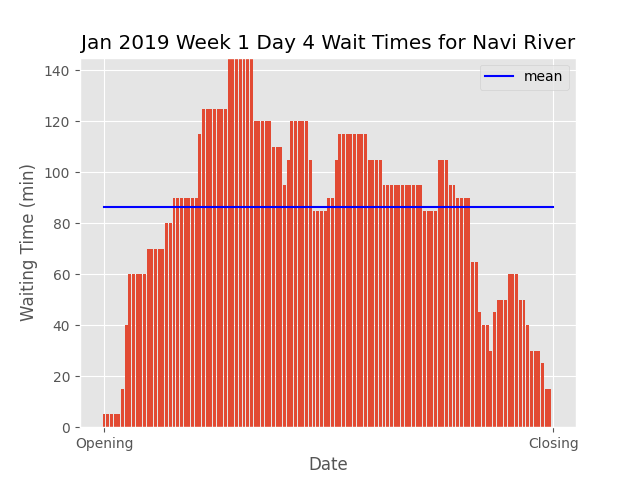 Jan 2019 Week 1 Day 4 Wait Times for Navi River
mean
Waiting Time (min)
140
120
100
80
60
40
20
0
Opening
Closing
Date